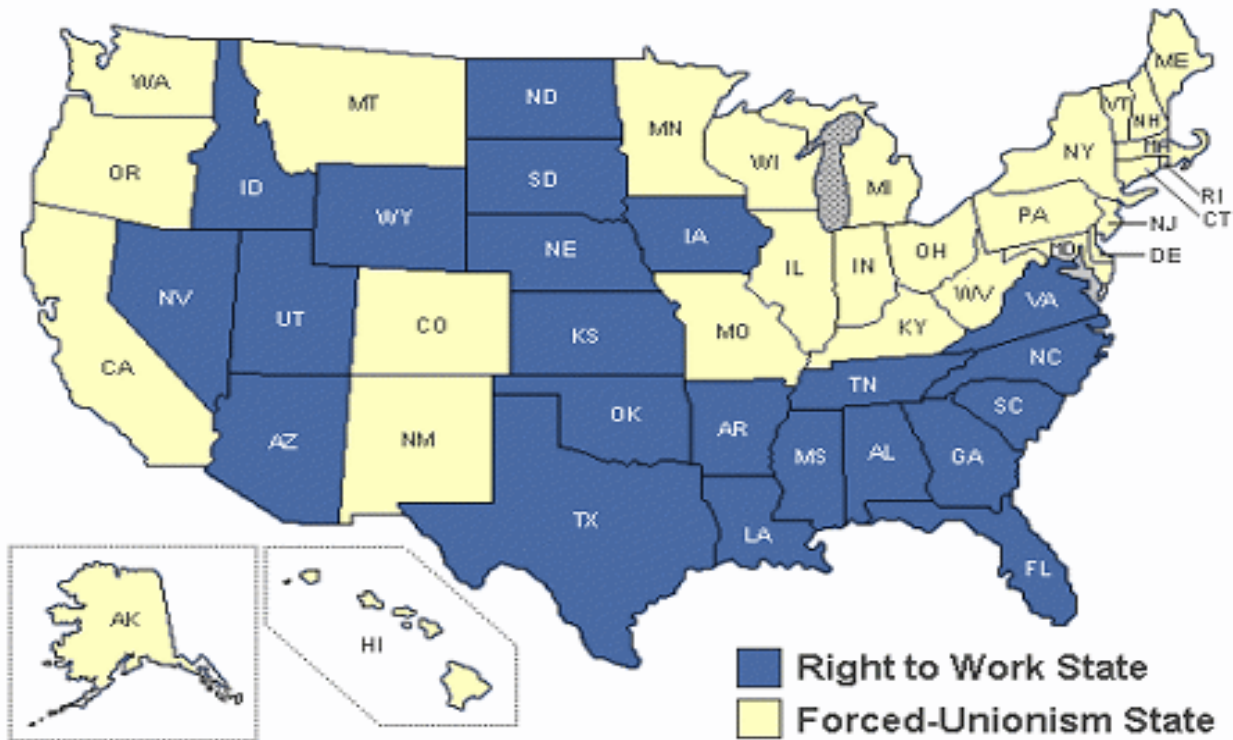 WA
MT
ND
MN
ME
VT
NH
OR
ID
SD
WI
MI
NY
MA
RI
CT
WY
IA
PA
NJ
NE
IL
IN
OH
MD
DE
NV
UT
CO
KS
MO
WV
VA
KY
CA
NC
TN
AZ
NM
OK
AR
SC
MS
AL
GA
TX
LA
FL
AK
HI
Right to Work State
Forced-Unionism State